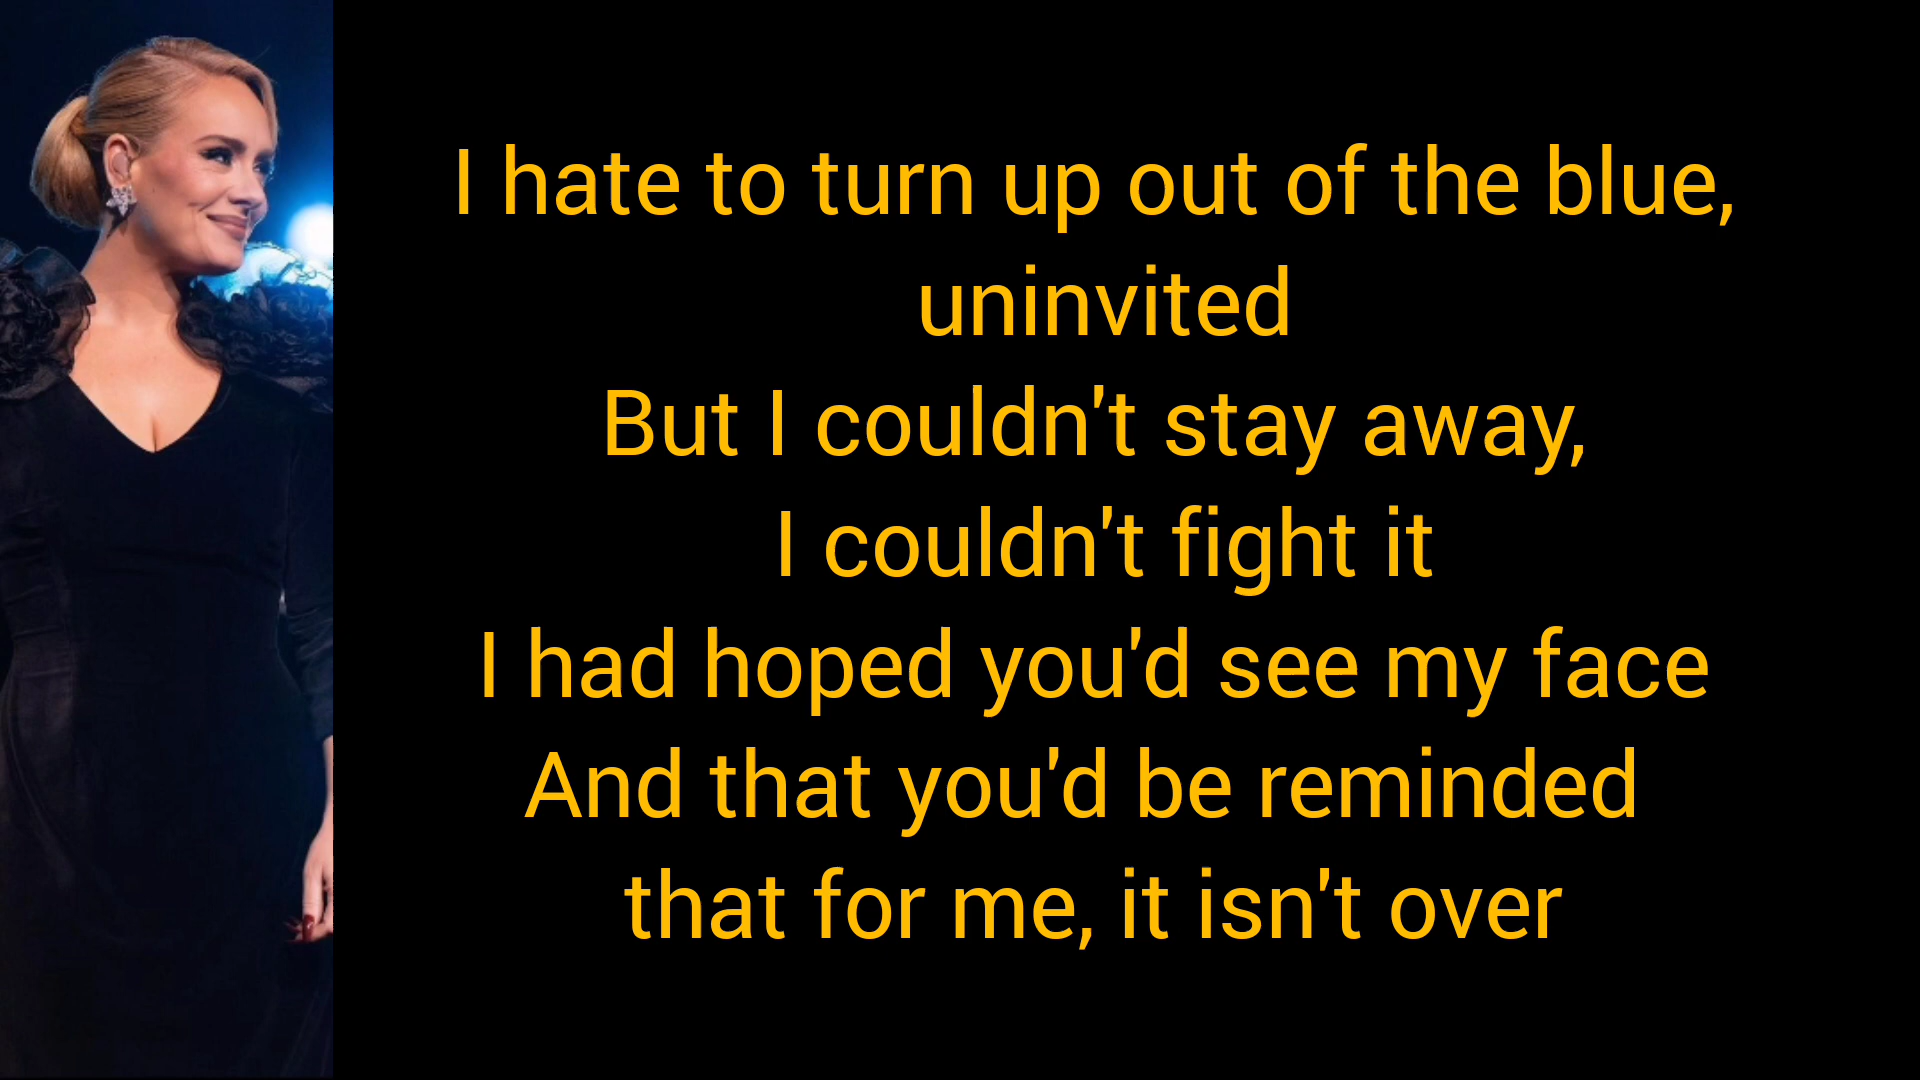 I hate to turn up out of the blue,
uninvited
But I couldn't stay away,
I couldn't fight it
I had hoped you'd see my face
And that you'd be reminded
that for me, it isn't over